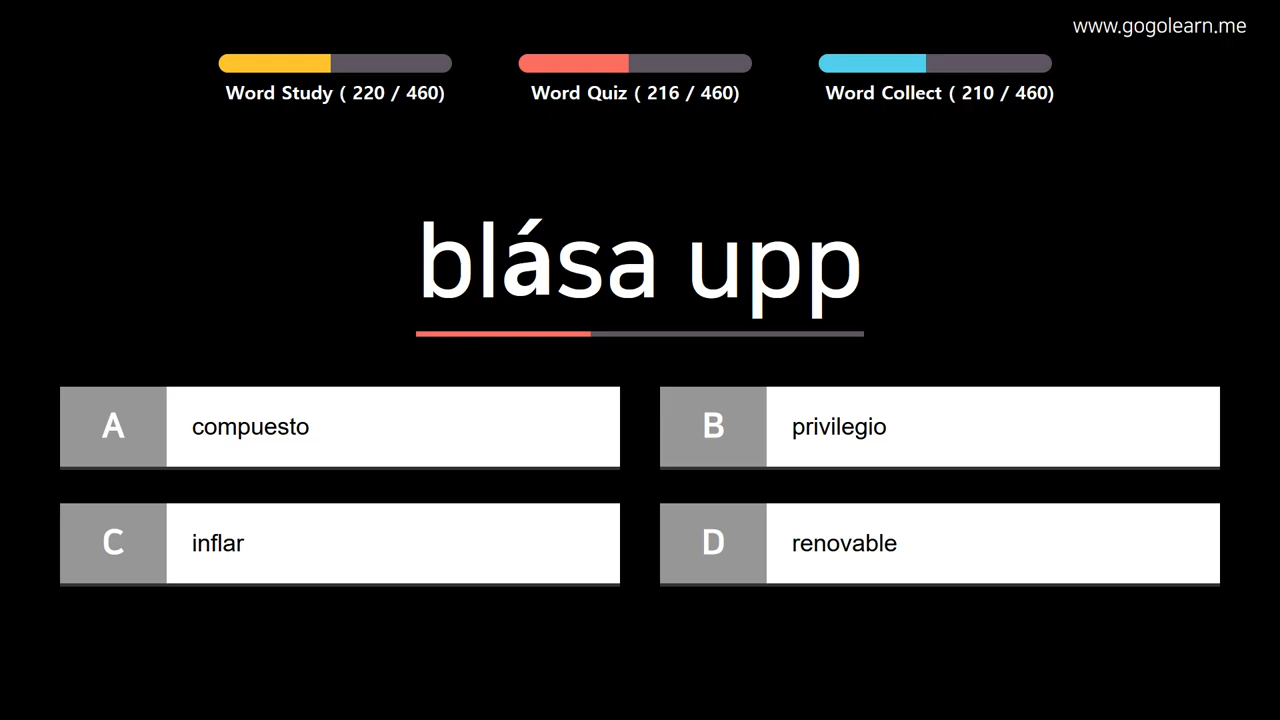 www.gogolearn.me
Word Study ( 220 / 460)
Word Quiz ( 216 / 460)
Word Collect ( 210 / 460)
blása upp
A
compuesto
B
privilegio
C
inflar
D
renovable